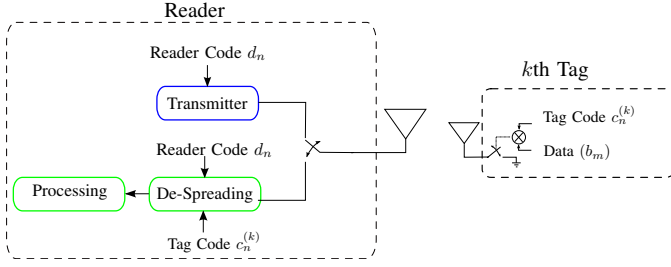 Reader
Reader Code $d_n$
Transmitter
Reader Code $d_n$
Processing
De-Spreading
Tag Code $c_n^{(k)}$
$k$th Tag
Tag Code $c_n^{(k)}$
Data ($b_m$)